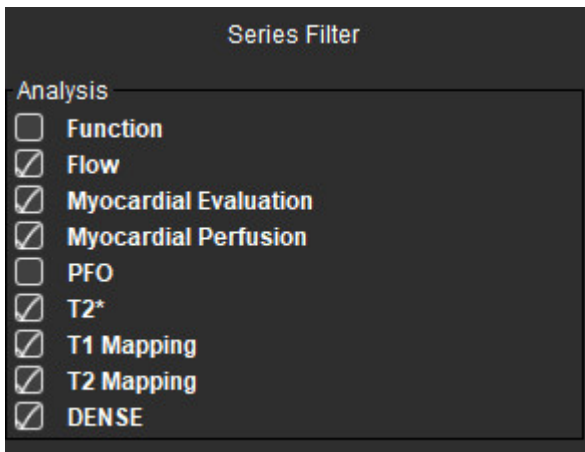 Series Filter
Analysis
Function
Flow
Myocardial Evaluation
Myocardial Perfusion
PFO
T2*
T1 Mapping
T2 Mapping
DENSE